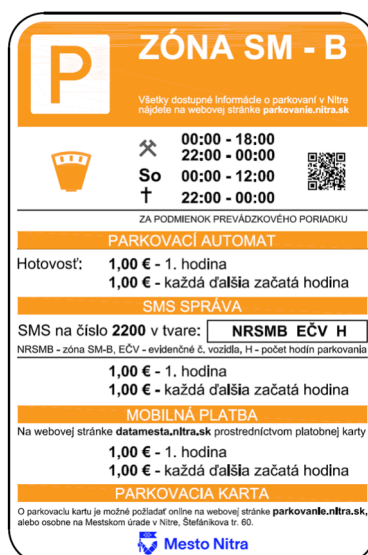 P
ZÓNA SM - B
Všetky dostupné informácie o parkovaní v Nitre
nájdete na webovej stránke parkovanie.nitra.sk
00:00 - 18:00
22:00 - 00:00
So 00:00 - 12:00
22:00 - 00:00
ZA PODMIENOK PREVÁDZKOVÉHO PORIADKU
PARKOVACÍ AUTOMAT
Hotovosť: 1,00 € - 1. hodina
1,00 € - každá ďalšia začatá hodina
SMS SPRÁVA
SMS na číslo 2200 v tvare: NRSMB EČV H
NRSMB - zóna SM-B, EČV - evidenčné č. vozidla, H - počet hodín parkovania
1,00 € - 1. hodina
1,00 € - každá ďalšia začatá hodina
MOBILNÁ PLATBA
Na webovej stránke datamesta.nitra.sk prostredníctvom platobnej karty
1,00 € - 1. hodina
1,00 € - každá ďalšia začatá hodina
PARKOVACIA KARTA
O parkovaciu kartu je možné požiadať online na webovej stránke parkovanie.nitra.sk,
alebo osobne na Mestskom úrade v Nitre, Štefánikova tr. 60.
Mesto Nitra